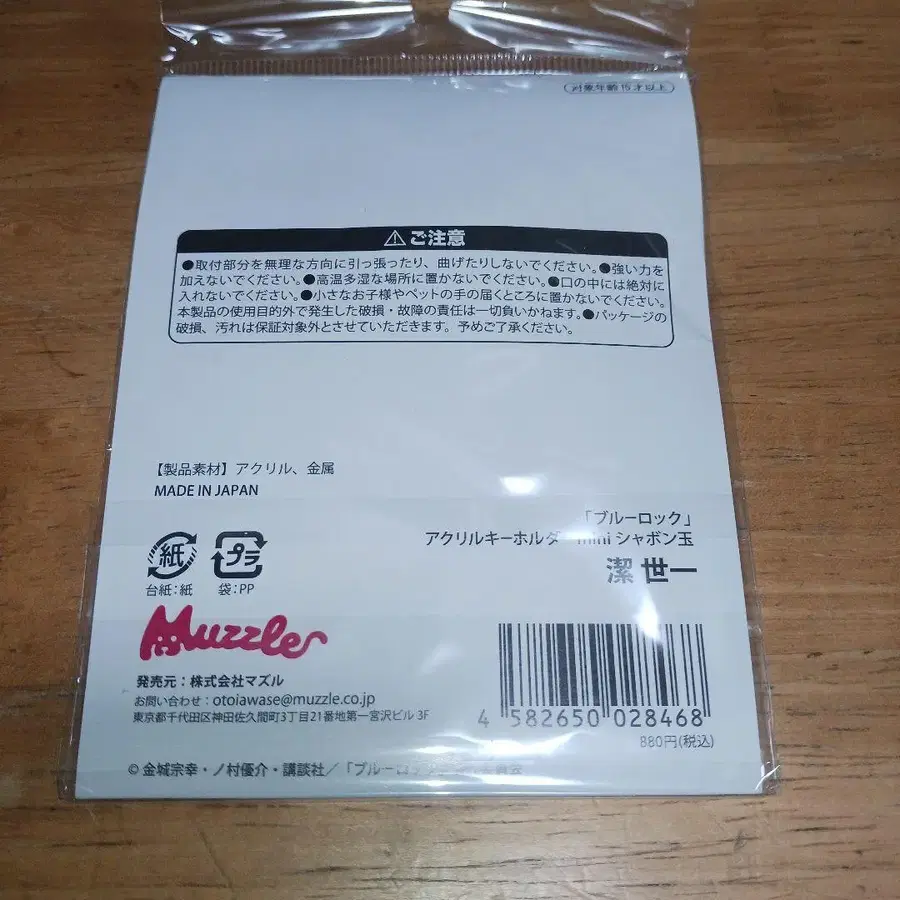 対象年齢15才以上
⚠ご注意
●取付部分を無理な方向に引っ張ったり、曲げたりしないでください。●強い力を
加えないでください。●高温多湿な場所に置かないでください。●口の中には絶対に
入れないでください。●小さなお子様やペットの手の届くところに置かないでください。
本製品の使用目的外で発生した破損・故障の責任は一切負いかねます。●パッケージの
破損、汚れは保証対象外とさせていただきます。予めご了承ください。
【製品素材】アクリル、金属
MADE IN JAPAN
「ブルーロック」
アクリルキーホルダー mini シャボン玉
潔 世一
紙
プラ
台紙:紙
袋:PP
Muzzle
発売元:株式会社マズル
お問い合わせ:otoiawase@muzzle.co.jp
東京都千代田区神田佐久間町3丁目21番地第一宮沢ビル 3F
4 582650 028468
880円(税込)
© 金城宗幸・ノ村優介・講談社/「ブルーロック」